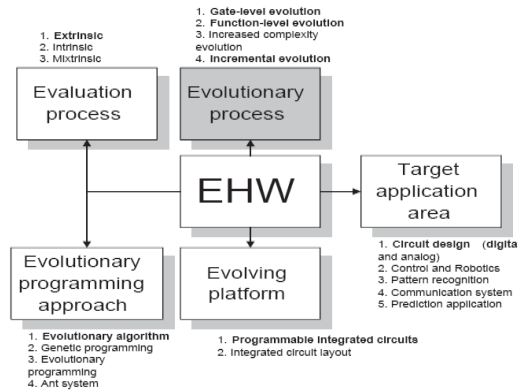 1. Extrinsic
2. Intrinsic
3. Mixtrinsic
Evaluation
process
1. Gate-level evolution
2. Function-level evolution
3. Increased complexity
evolution
4. Incremental evolution
Evolutionary
process
EHW
Target
application
area
1. Circuit design (digita
and analog)
2. Control and Robotics
3. Pattern recognition
4. Communication system
5. Prediction application
Evolutionary
programming
approach
1. Evolutionary algorithm
2. Genetic programming
3. Evolutionary
programming
4. Ant system
Evolving
platform
1. Programmable integrated circuits
2. Integrated circuit layout